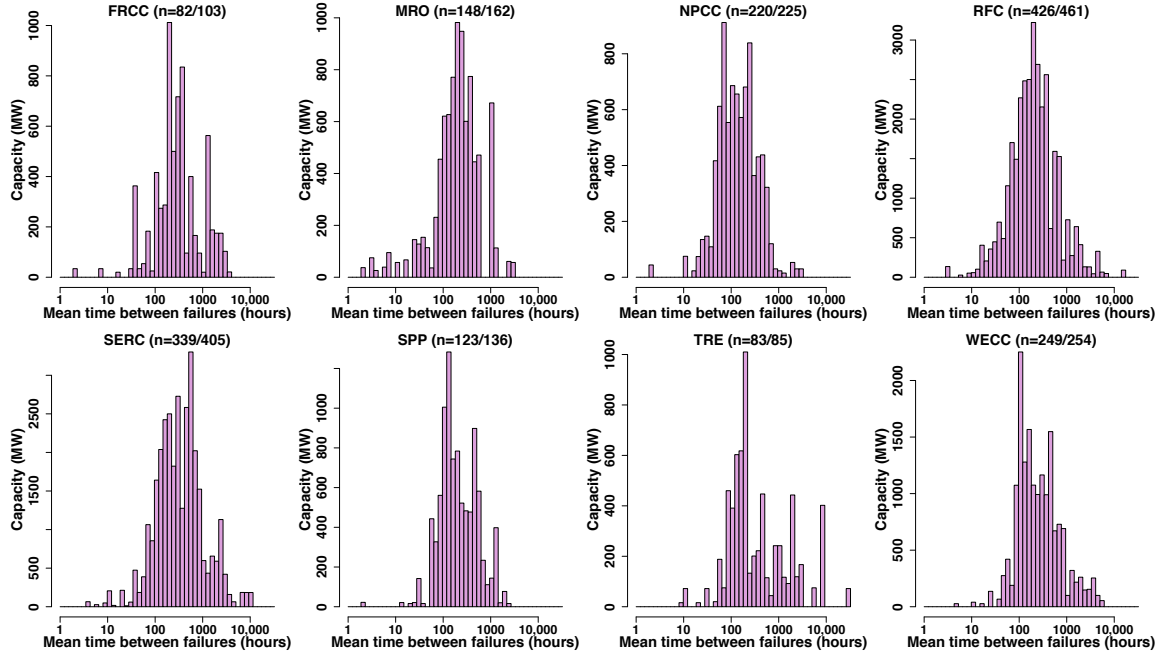 FRCC (n=82/103)
Capacity (MW)
0 200 400 600 800 1000
1 10 100 1000 10,000
Mean time between failures (hours)
MRO (n=148/162)
Capacity (MW)
0 200 400 600 800 1000
1 10 100 1000 10,000
Mean time between failures (hours)
NPCC (n=220/225)
Capacity (MW)
0 200 400 600 800
1 10 100 1000 10,000
Mean time between failures (hours)
RFC (n=426/461)
Capacity (MW)
0 500 1000 2000 3000
1 10 100 1000 10,000
Mean time between failures (hours)
SERC (n=339/405)
Capacity (MW)
0 500 1500 2500
1 10 100 1000 10,000
Mean time between failures (hours)
SPP (n=123/136)
Capacity (MW)
0 200 400 600 800 1000
1 10 100 1000 10,000
Mean time between failures (hours)
TRE (n=83/85)
Capacity (MW)
0 200 400 600 800 1000
1 10 100 1000 10,000
Mean time between failures (hours)
WECC (n=249/254)
Capacity (MW)
0 500 1000 1500 2000
1 10 100 1000 10,000
Mean time between failures (hours)